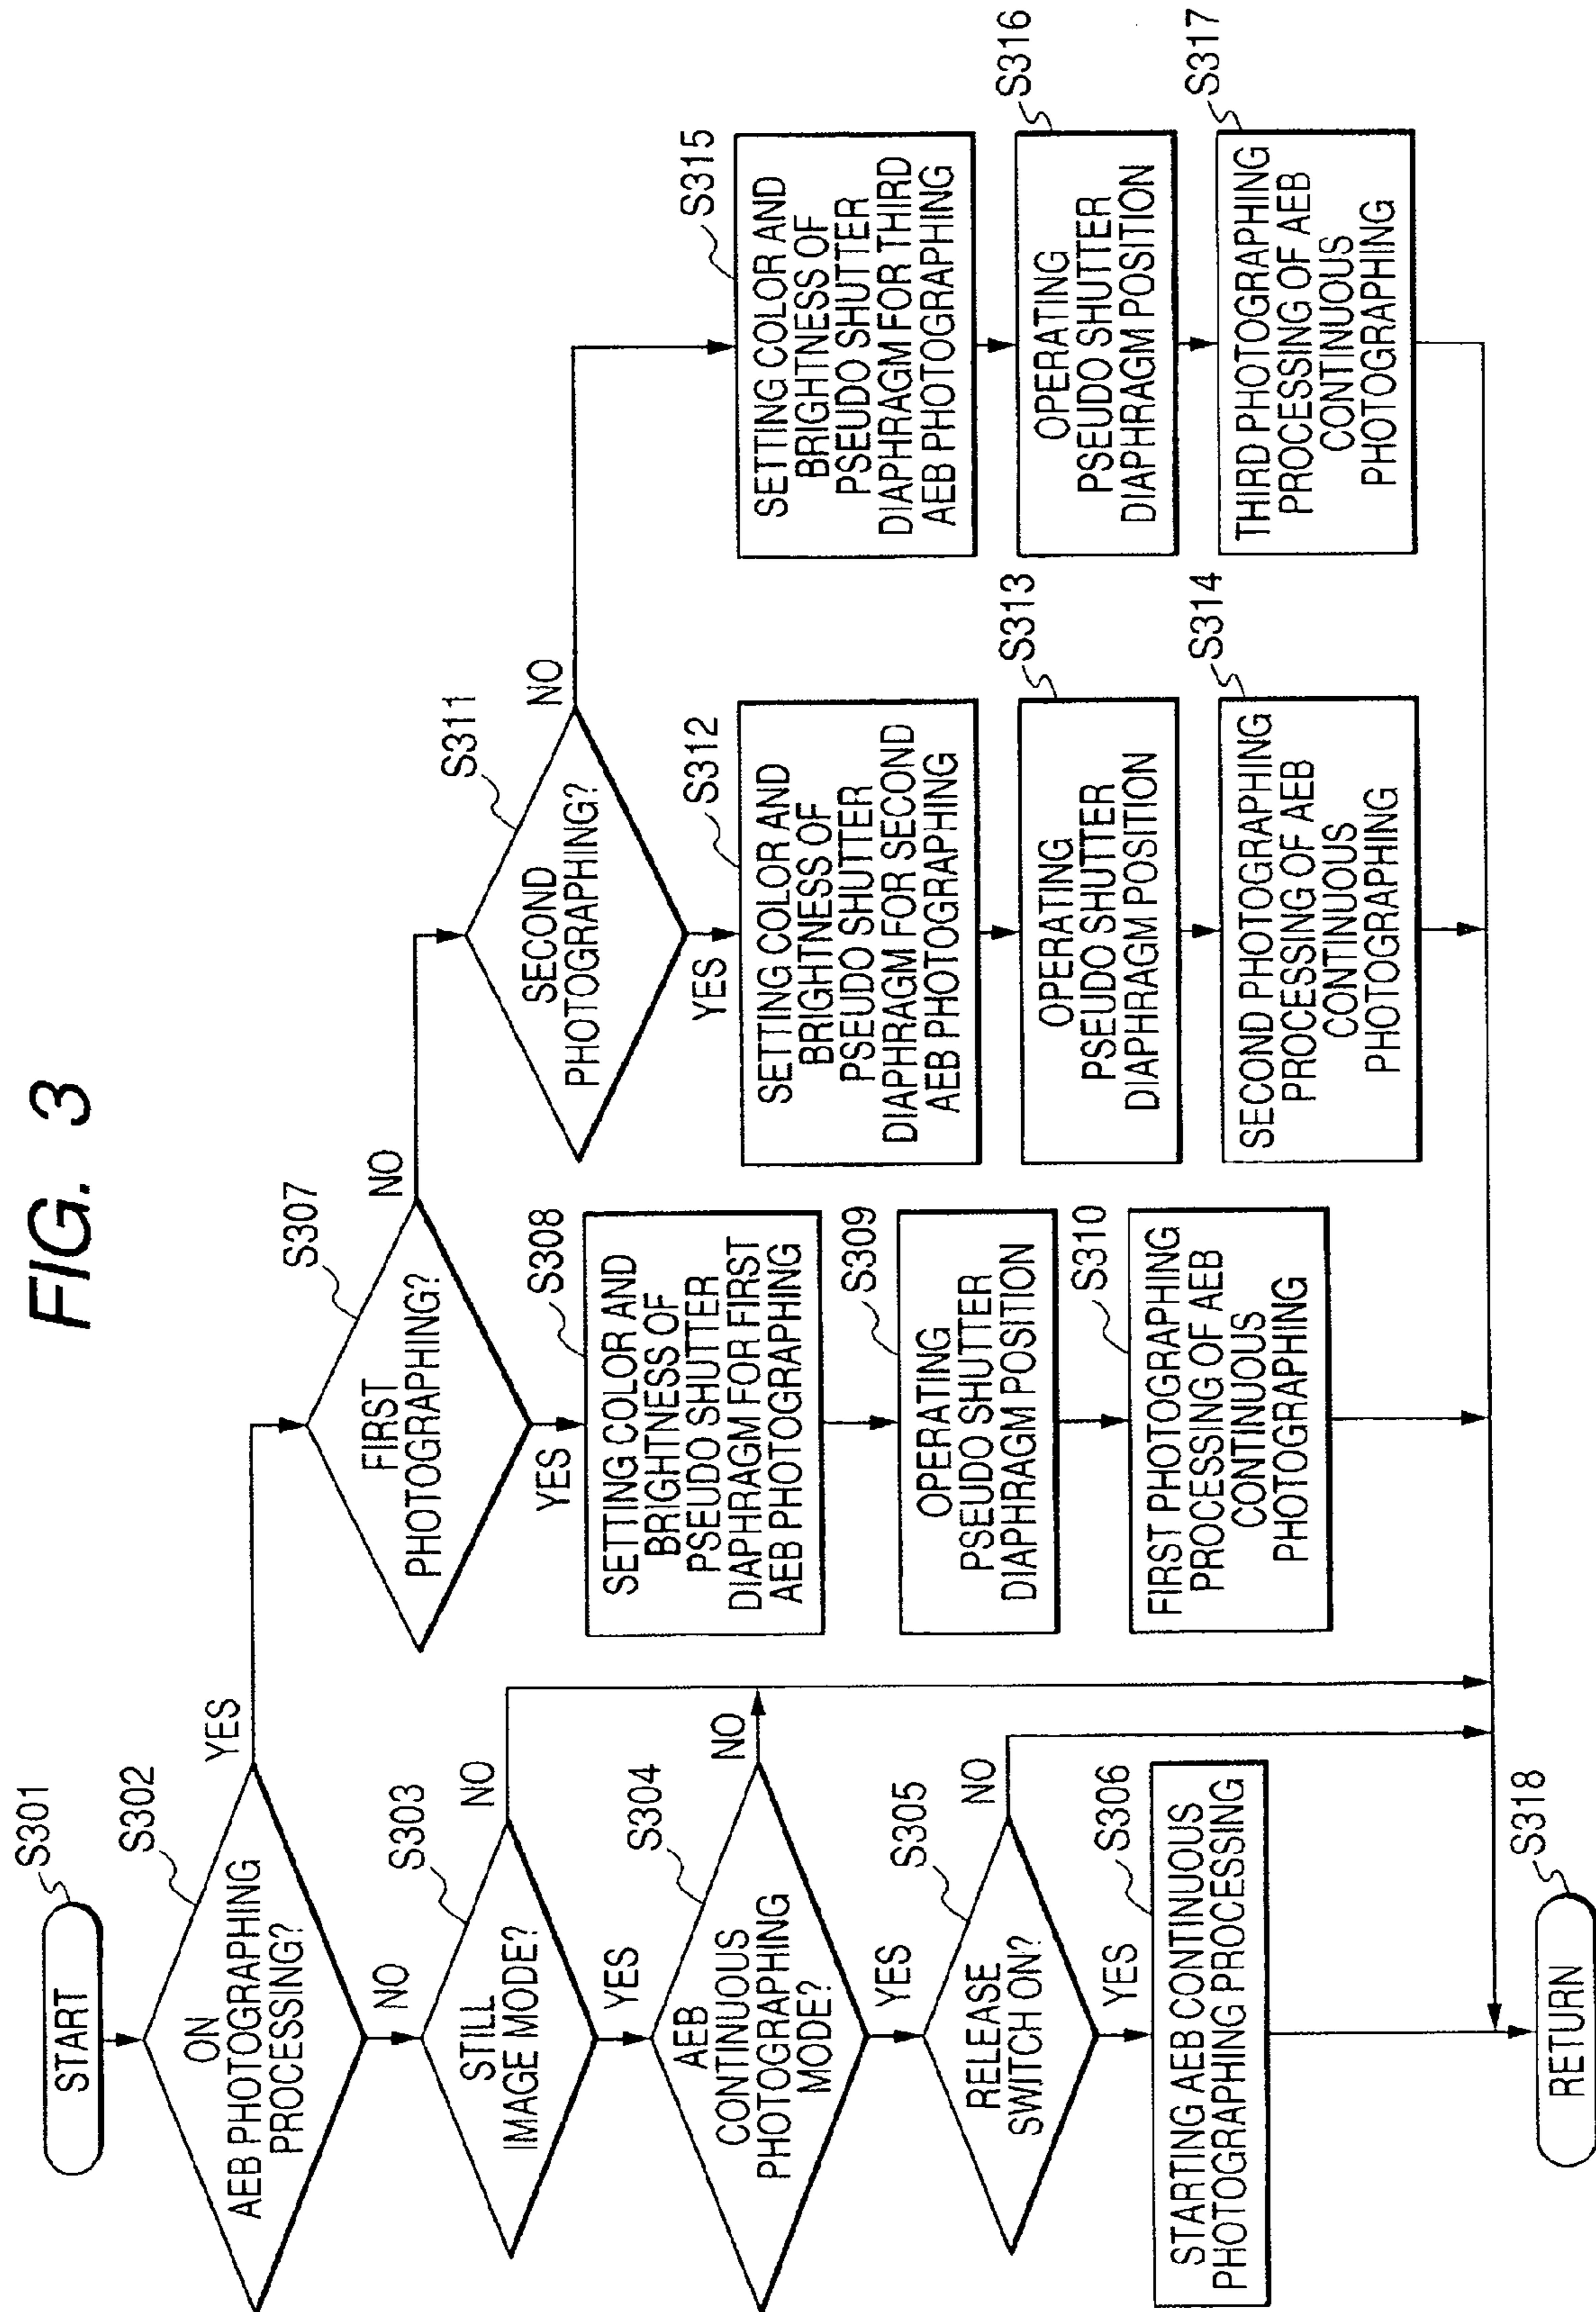 FIG. 3
START
S301
ON
AEB PHOTOGRAPHING
PROCESSING?
S302
YES
NO
STILL
IMAGE MODE?
S303
NO
YES
AEB
CONTINUOUS
PHOTOGRAPHING
MODE?
S304
NO
YES
RELEASE
SWITCH ON?
S305
NO
YES
STARTING AEB CONTINUOUS
PHOTOGRAPHING PROCESSING
S306
FIRST
PHOTOGRAPHING?
S307
NO
YES
SETTING COLOR AND
BRIGHTNESS OF
PSEUDO SHUTTER
DIAPHRAGM FOR FIRST
AEB PHOTOGRAPHING
S308
OPERATING
PSEUDO SHUTTER
DIAPHRAGM POSITION
S309
FIRST PHOTOGRAPHING
PROCESSING OF AEB
CONTINUOUS
PHOTOGRAPHING
S310
SECOND
PHOTOGRAPHING?
S311
NO
YES
SETTING COLOR AND
BRIGHTNESS OF
PSEUDO SHUTTER
DIAPHRAGM FOR SECOND
AEB PHOTOGRAPHING
S312
OPERATING
PSEUDO SHUTTER
DIAPHRAGM POSITION
S313
SECOND PHOTOGRAPHING
PROCESSING OF AEB
CONTINUOUS
PHOTOGRAPHING
S314
SETTING COLOR AND
BRIGHTNESS OF
PSEUDO SHUTTER
DIAPHRAGM FOR THIRD
AEB PHOTOGRAPHING
S315
OPERATING
PSEUDO SHUTTER
DIAPHRAGM POSITION
S316
THIRD PHOTOGRAPHING
PROCESSING OF AEB
CONTINUOUS
PHOTOGRAPHING
S317
RETURN
S318